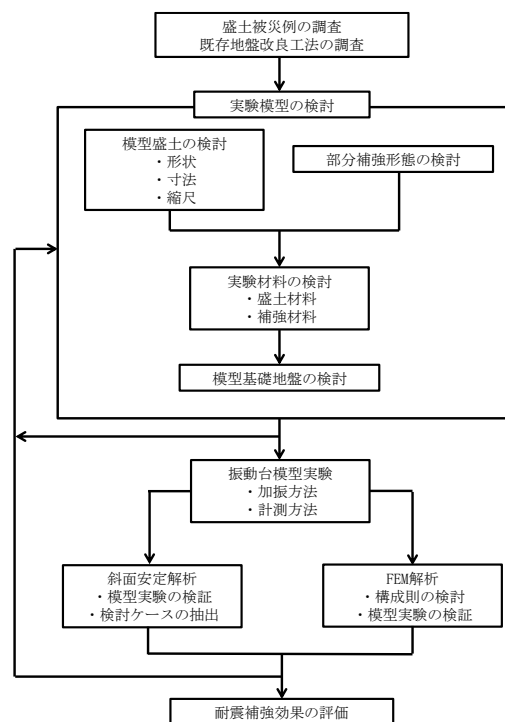 盛土被災例の調査
既存地盤改良工法の調査
実験模型の検討
模型盛土の検討
・形状
・寸法
・縮尺
部分補強形態の検討
実験材料の検討
・盛土材料
・補強材料
模型基礎地盤の検討
振動台模型実験
・加振方法
・計測方法
斜面安定解析
・模型実験の検証
・検討ケースの抽出
FEM解析
・構成則の検討
・模型実験の検証
耐震補強効果の評価